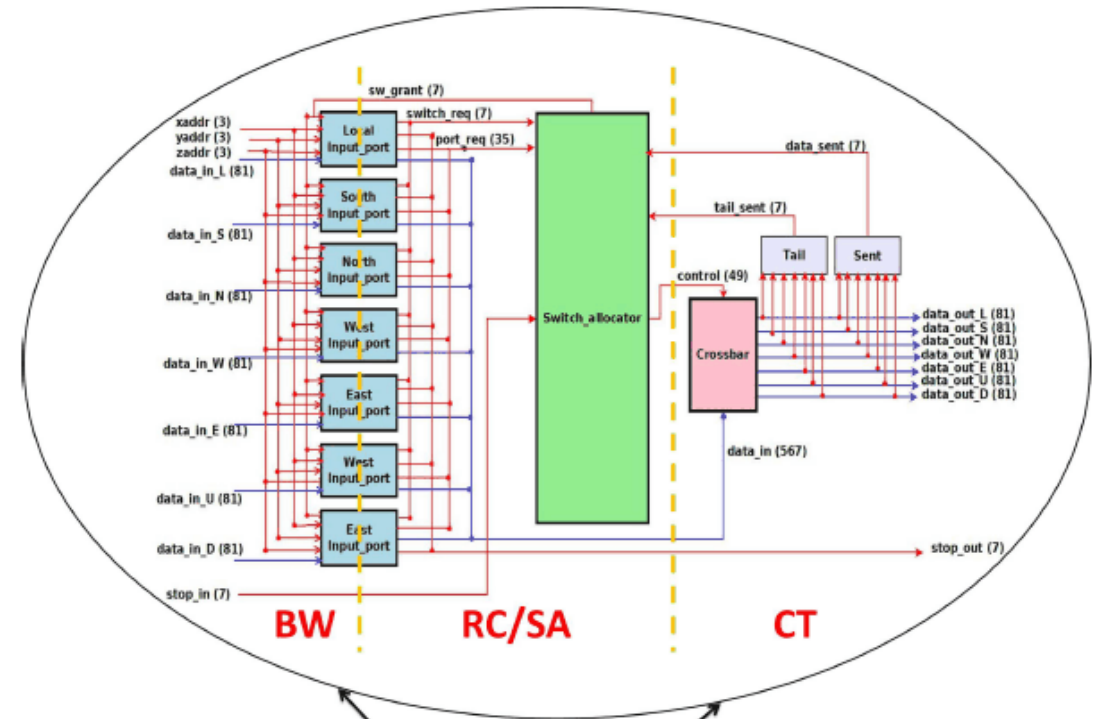 sw_grant (7)
switch_req (7)
port_req (35)
xaddr (3)
yaddr (3)
zaddr (3)
data_in_L (81)
Local
Input_port
data_in_S (81)
South
Input_port
data_in_N (81)
North
Input_port
data_in_W (81)
West
Input_port
data_in_E (81)
East
Input_port
data_in_U (81)
West
Input_port
data_in_D (81)
East
Input_port
stop_in (7)
Switch_allocator
data_sent (7)
tail_sent (7)
Tail
Sent
control (49)
Crossbar
data_out_L (81)
data_out_S (81)
data_out_N (81)
data_out_W (81)
data_out_E (81)
data_out_U (81)
data_out_D (81)
data_in (567)
stop_out (7)
BW
RC/SA
CT